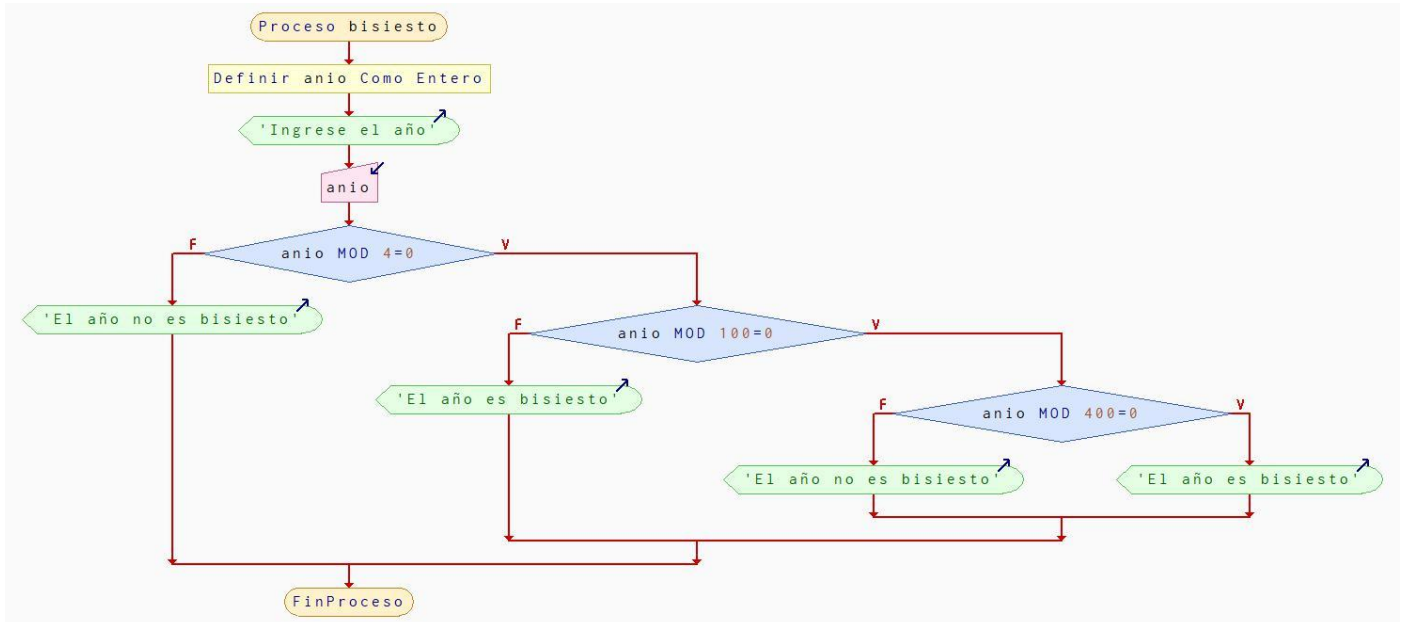 Proceso bisiesto
Definir anio Como Entero
'Ingrese el año'
anio
F
anio MOD 4=0
V
'El año no es bisiesto'
F
anio MOD 100=0
V
'El año es bisiesto'
F
anio MOD 400=0
V
'El año no es bisiesto'
'El año es bisiesto'
FinProceso